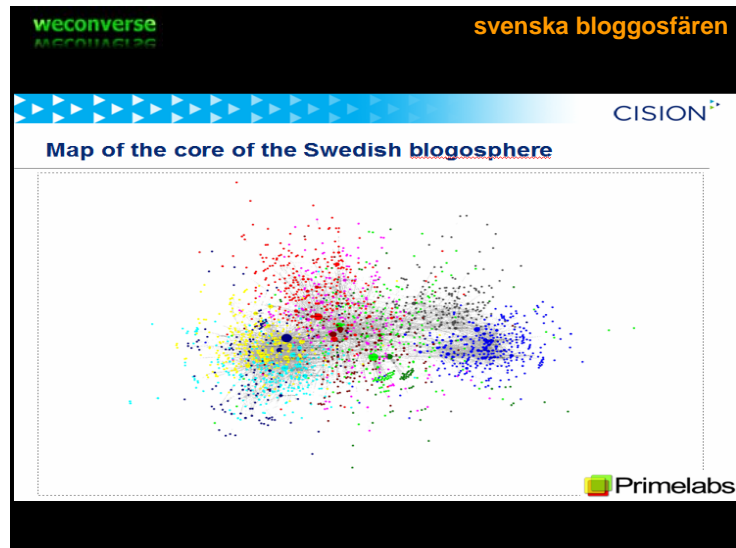 weconverse
svenska bloggosfären
CISION
Map of the core of the Swedish blogosphere
Primelabs